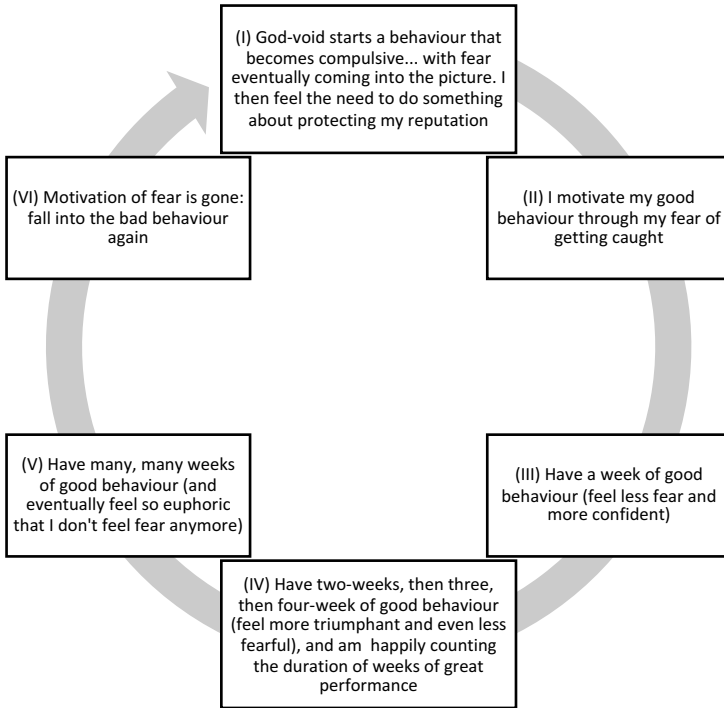 (I) God-void starts a behaviour that
becomes compulsive... with fear
eventually coming into the picture. I
then feel the need to do something
about protecting my reputation
(II) I motivate my good
behaviour through my fear of
getting caught
(III) Have a week of good
behaviour (feel less fear and
more confident)
(IV) Have two-weeks, then three,
then four-week of good behaviour
(feel more triumphant and even less
fearful), and am  happily counting
the duration of weeks of great
performance
(V) Have many, many weeks
of good behaviour (and
eventually feel so euphoric
that I don't feel fear anymore)
(VI) Motivation of fear is gone:
fall into the bad behaviour
again